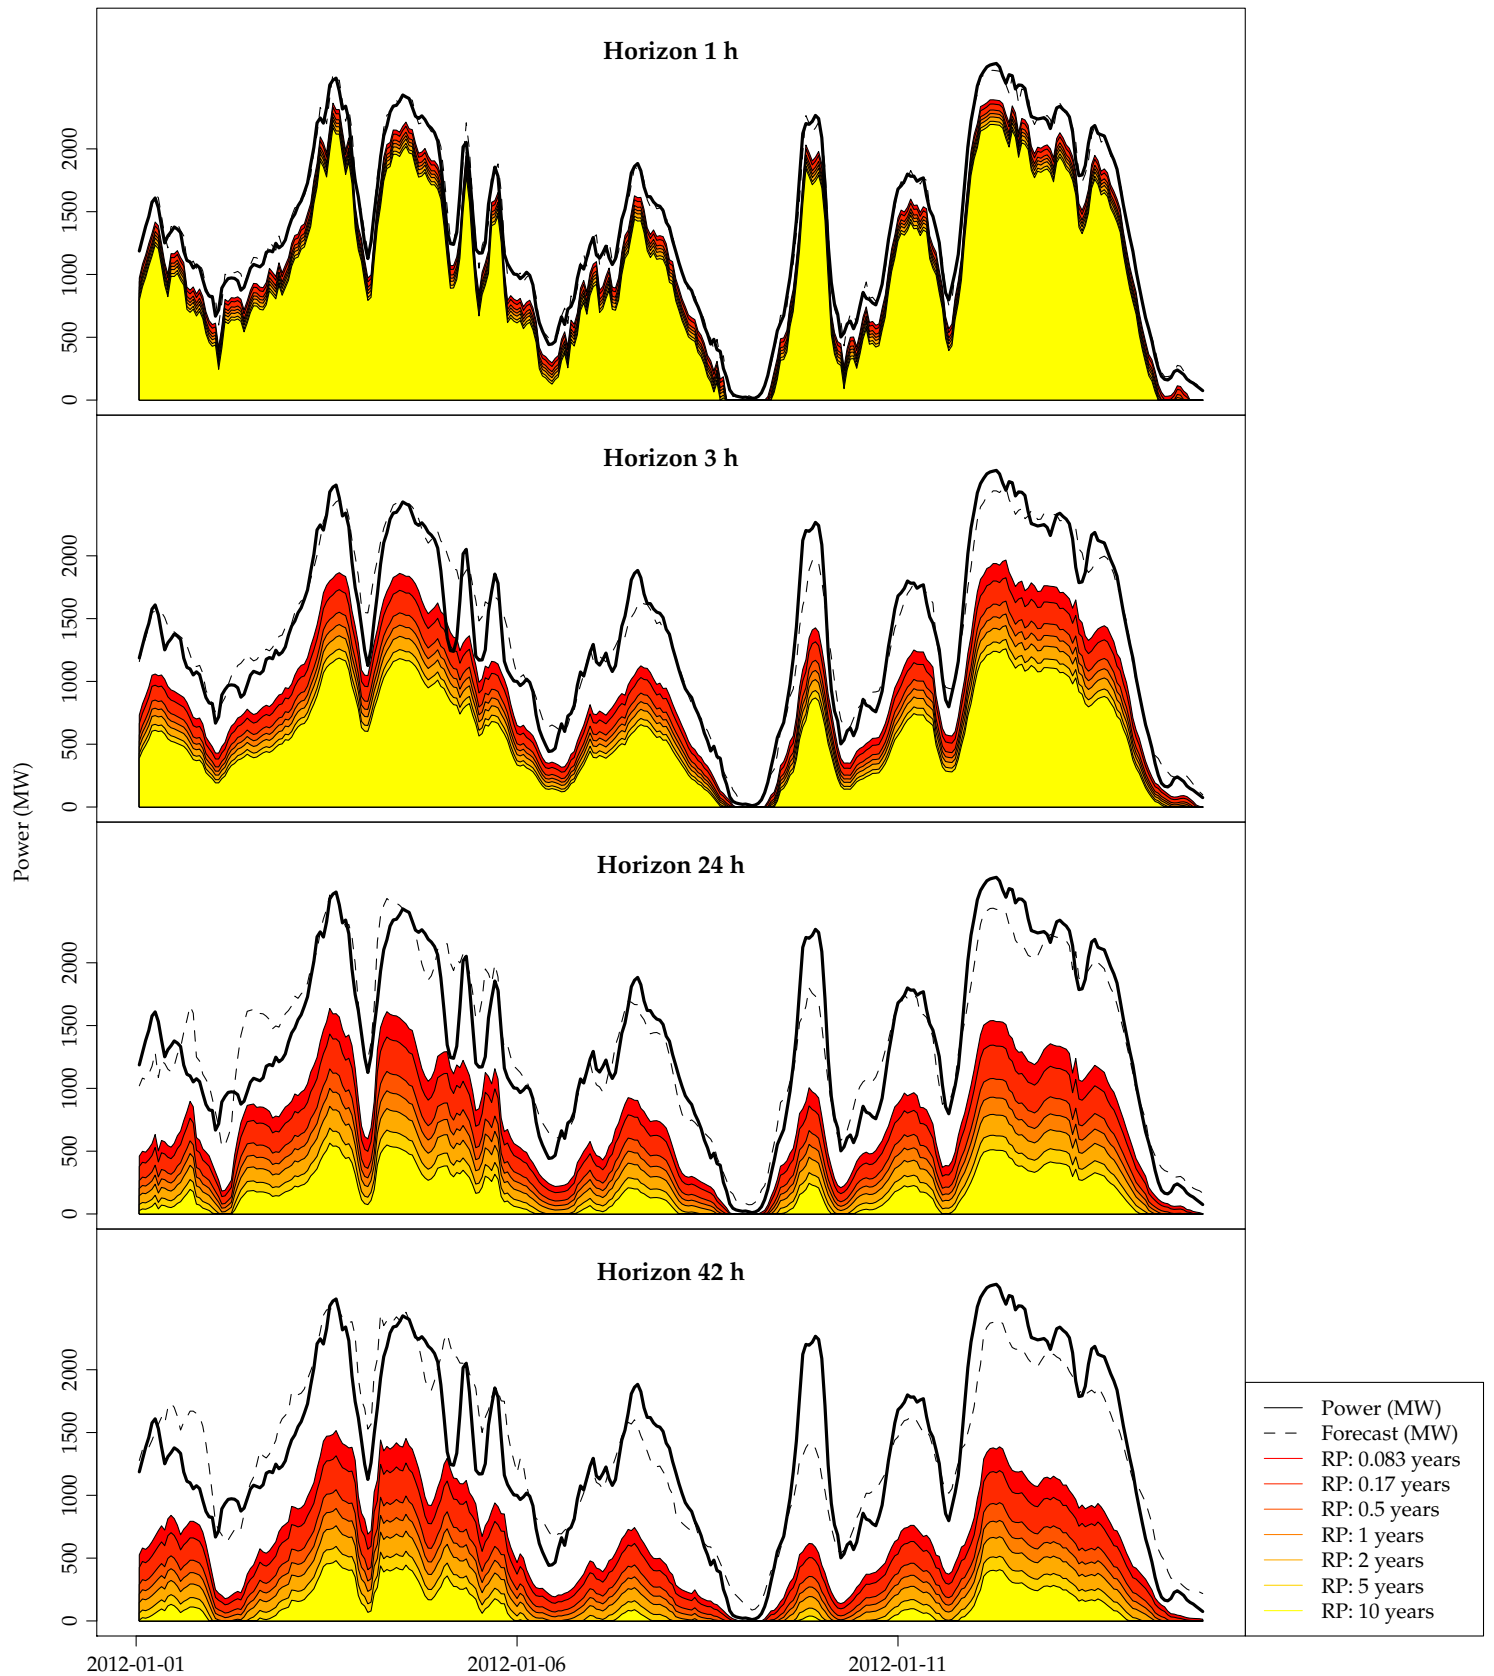 Horizon 1 h
2000
1500
1000
500
0
Horizon 3 h
2000
1500
1000
500
0
Power (MW)
Horizon 24 h
2000
1500
1000
500
0
Horizon 42 h
2000
1500
1000
500
0
2012-01-01
2012-01-06
2012-01-11
Power (MW)
Forecast (MW)
RP: 0.083 years
RP: 0.17 years
RP: 0.5 years
RP: 1 years
RP: 2 years
RP: 5 years
RP: 10 years